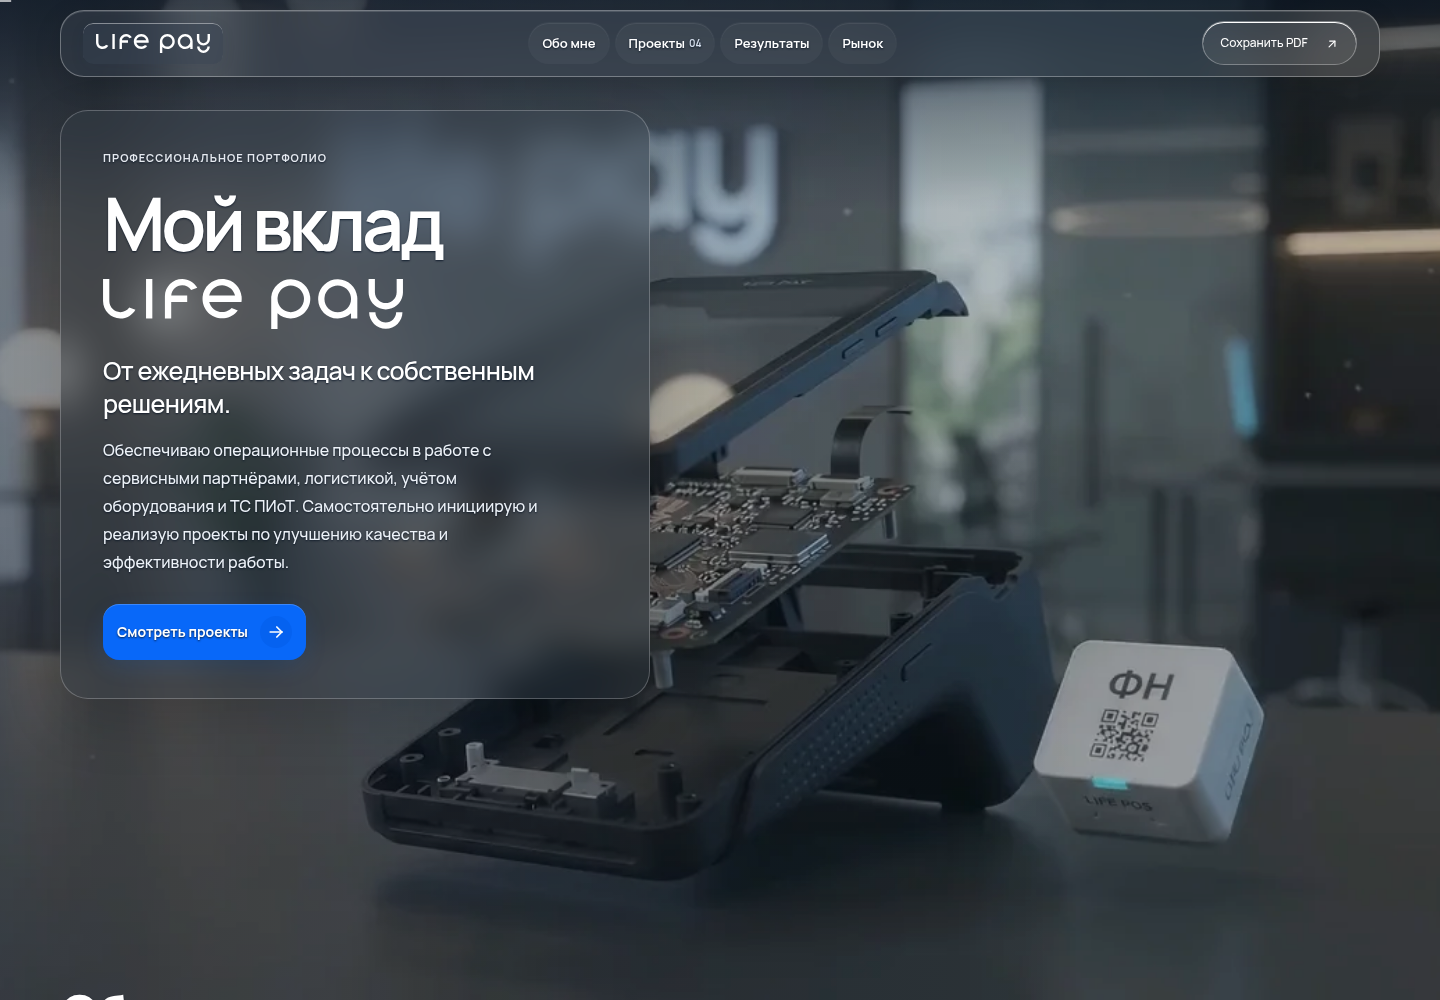 LIFE pay
Обо мне
Проекты 04
Результаты
Рынок
Сохранить PDF
ПРОФЕССИОНАЛЬНОЕ ПОРТФОЛИО
Мой вклад
LIFE pay
От ежедневных задач к собственным
решениям.
Обеспечиваю операционные процессы в работе с
сервисными партнёрами, логистикой, учётом
оборудования и ТС ПИоТ. Самостоятельно инициирую и
реализую проекты по улучшению качества и
эффективности работы.
Смотреть проекты
pay
ФН
LIFE POS